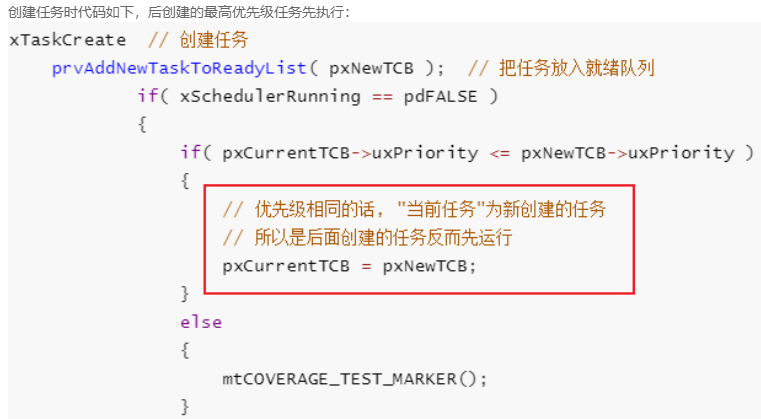 创建任务时代码如下，后创建的最高优先级任务先执行：
xTaskCreate  // 创建任务
    prvAddNewTaskToReadyList( pxNewTCB );  // 把任务放入就绪队列
            if( xSchedulerRunning == pdFALSE )
            {
                if( pxCurrentTCB->uxPriority <= pxNewTCB->uxPriority )
                {
                    // 优先级相同的话, "当前任务"为新创建的任务
                    // 所以是后面创建的任务反而先运行
                    pxCurrentTCB = pxNewTCB;
                }
                else
                {
                    mtCOVERAGE_TEST_MARKER();
                }